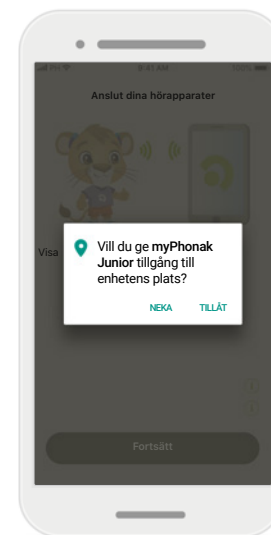 9:41 AM
100%
Anslut dina hörapparater
Visa
Vill du ge myPhonak
Junior tillgång till
enhetens plats?
NEKA TILLÅT
Fortsätt